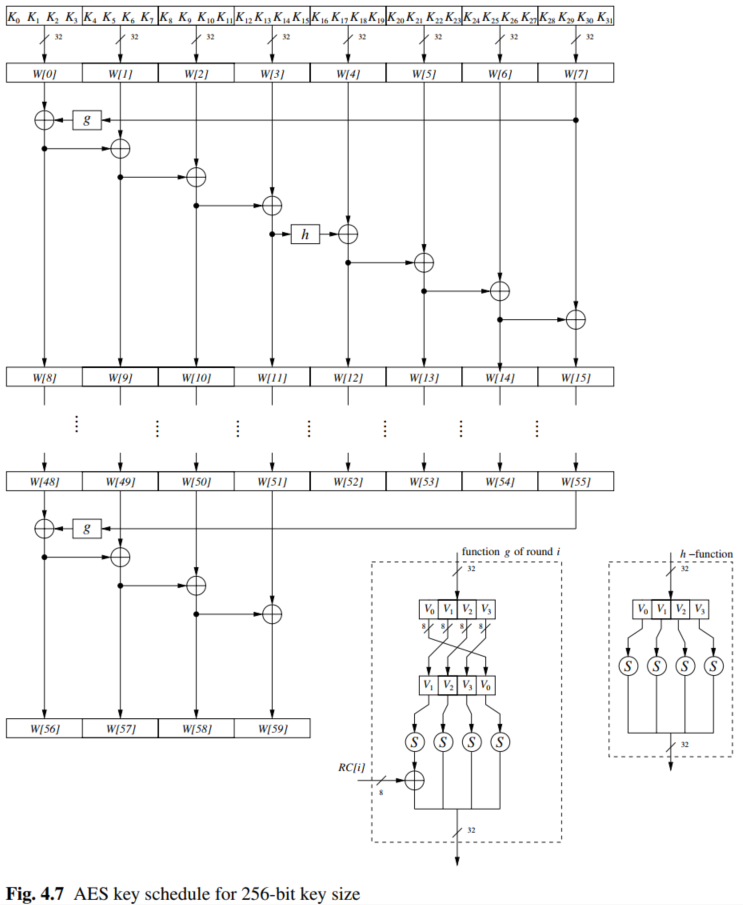 K0 K1 K2 K3 K4 K5 K6 K7 K8 K9 K10 K11 K12 K13 K14 K15 K16 K17 K18 K19 K20 K21 K22 K23 K24 K25 K26 K27 K28 K29 K30 K31
32 32 32 32 32 32 32 32
W[0] W[1] W[2] W[3] W[4] W[5] W[6] W[7]
g
h
W[8] W[9] W[10] W[11] W[12] W[13] W[14] W[15]
W[48] W[49] W[50] W[51] W[52] W[53] W[54] W[55]
g
function g of round i
32
V0 V1 V2 V3
8 8 8 8
V1 V2 V3 V0
S S S S
RC[i]
8
32
h –function
32
V0 V1 V2 V3
S S S S
32
W[56] W[57] W[58] W[59]
Fig. 4.7 AES key schedule for 256-bit key size